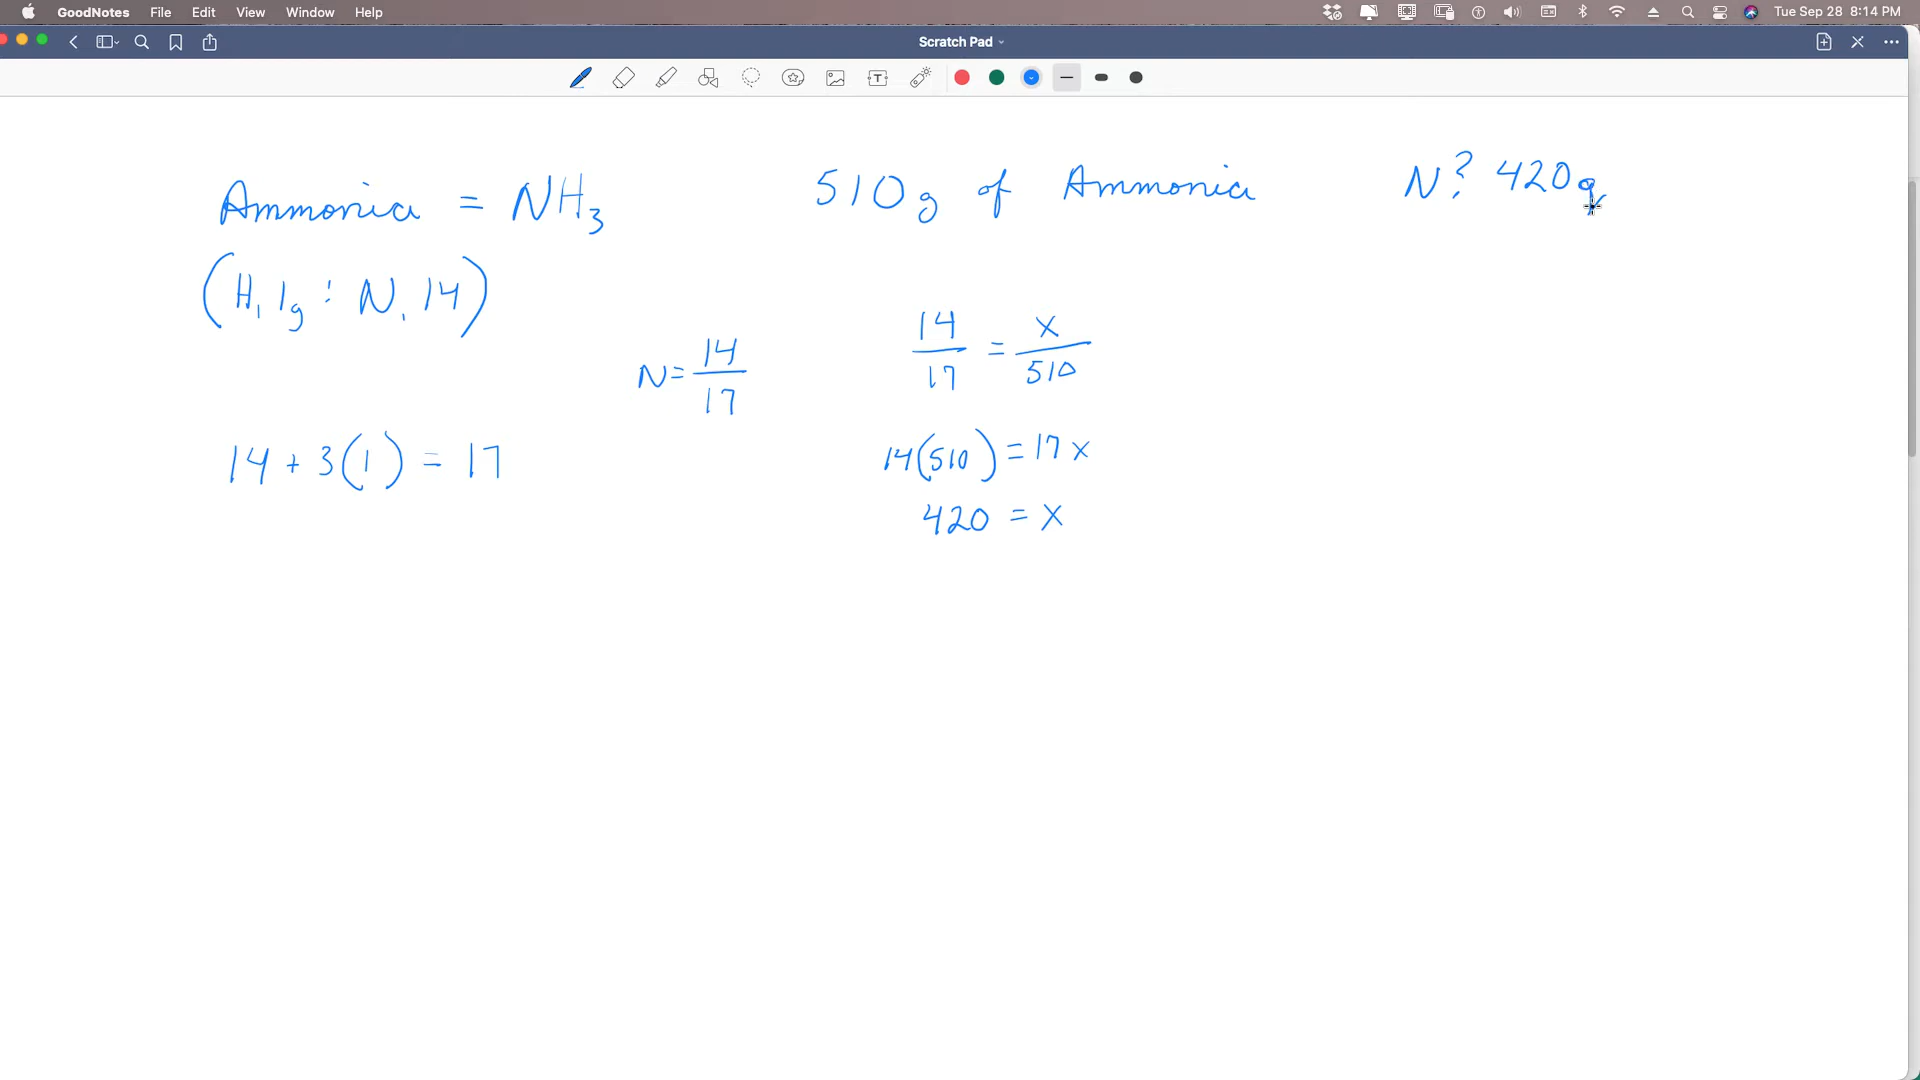 GoodNotes File Edit View Window Help Tue Sep 28 8:14 PM
Scratch Pad
Ammonia = NH₃
510g of Ammonia
N? 420g
(H, 1g : N, 14)
N = 14/17
14/17 = x/510
14 + 3(1) = 17
14(510) = 17x
420 = x